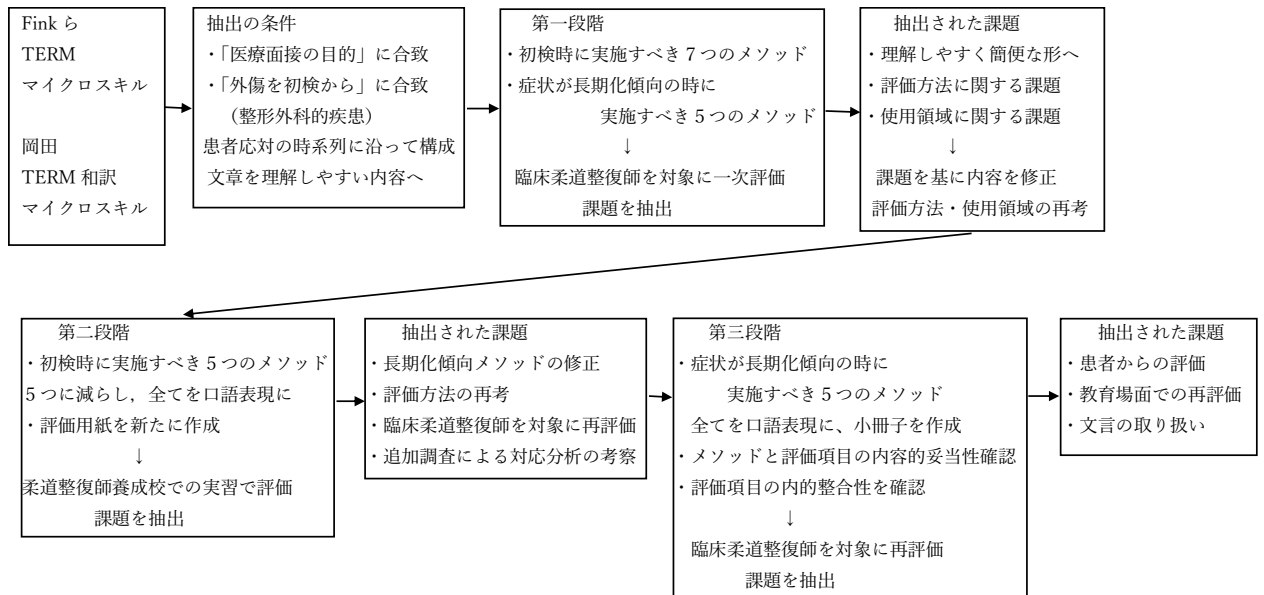 Fink ら
TERM
マイクロスキル
岡田
TERM 和訳
マイクロスキル
抽出の条件
・「医療面接の目的」に合致
・「外傷を初検から」に合致
（整形外科的疾患）
患者応対の時系列に沿って構成
文章を理解しやすい内容へ
第一段階
・初検時に実施すべき７つのメソッド
・症状が長期化傾向の時に
実施すべき５つのメソッド
↓
臨床柔道整復師を対象に一次評価
課題を抽出
抽出された課題
・理解しやすく簡便な形へ
・評価方法に関する課題
・使用領域に関する課題
↓
課題を基に内容を修正
評価方法・使用領域の再考
第二段階
・初検時に実施すべき５つのメソッド
５つに減らし，全てを口語表現に
・評価用紙を新たに作成
↓
柔道整復師養成校での実習で評価
課題を抽出
抽出された課題
・長期化傾向メソッドの修正
・評価方法の再考
・臨床柔道整復師を対象に再評価
・追加調査による対応分析の考察
第三段階
・症状が長期化傾向の時に
実施すべき５つのメソッド
全てを口語表現に、小冊子を作成
・メソッドと評価項目の内容的妥当性確認
・評価項目の内的整合性を確認
↓
臨床柔道整復師を対象に再評価
課題を抽出
抽出された課題
・患者からの評価
・教育場面での再評価
・文言の取り扱い